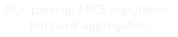 NLP parsing, MICE imputation,
temporal aggregation